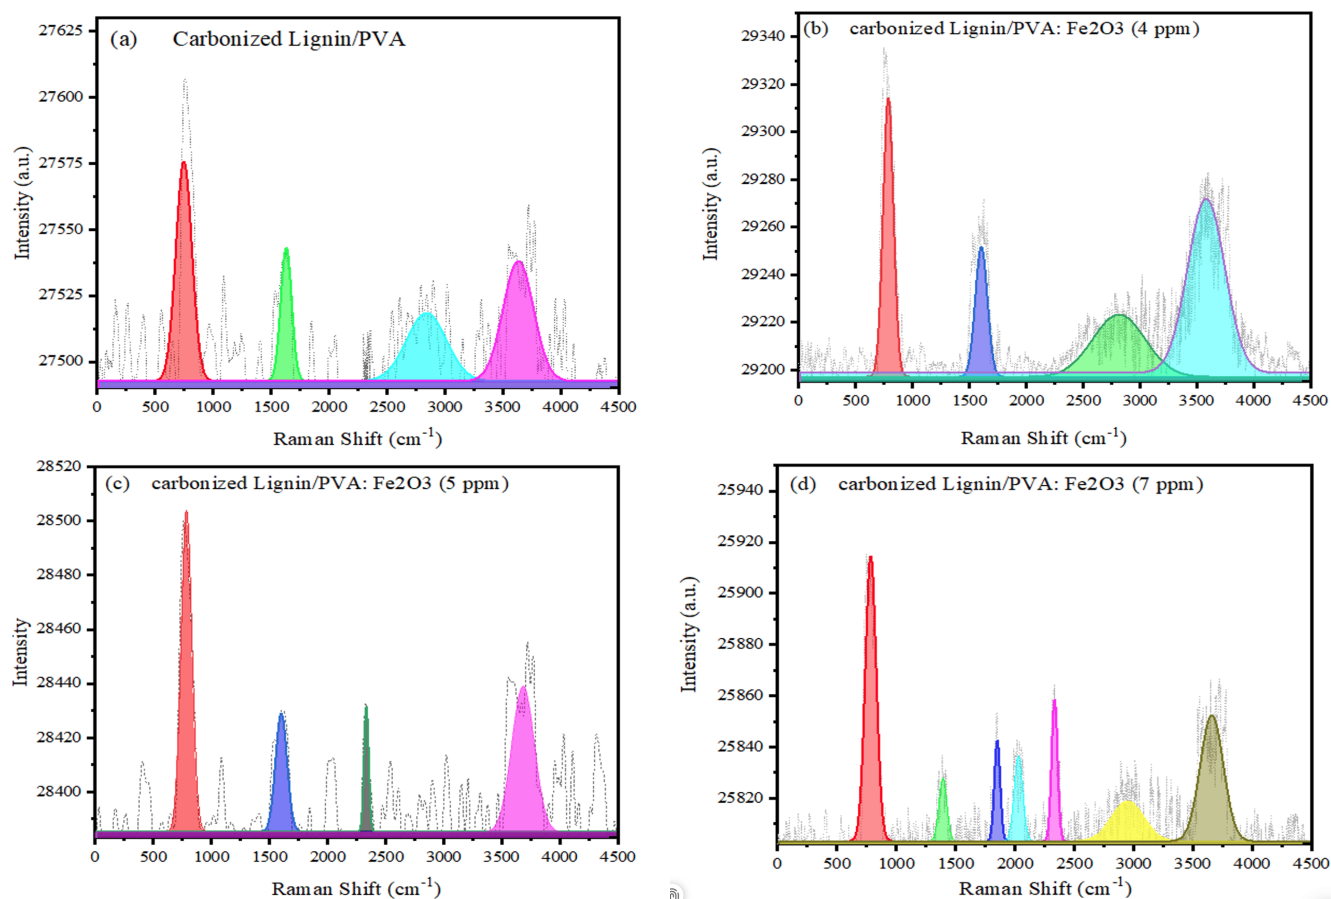 (a) Carbonized Lignin/PVA
27625
27600
27575
27550
27525
27500
Intensity (a.u.)
0 500 1000 1500 2000 2500 3000 3500 4000 4500
Raman Shift (cm-1)
(b) carbonized Lignin/PVA: Fe2O3 (4 ppm)
29340
29320
29300
29280
29260
29240
29220
29200
Intensity (a.u.)
0 500 1000 1500 2000 2500 3000 3500 4000 4500
Raman Shift (cm-1)
(c) carbonized Lignin/PVA: Fe2O3 (5 ppm)
28520
28500
28480
28460
28440
28420
28400
Intensity
0 500 1000 1500 2000 2500 3000 3500 4000 4500
Raman Shift (cm-1)
(d) carbonized Lignin/PVA: Fe2O3 (7 ppm)
25940
25920
25900
25880
25860
25840
25820
Intensity (a.u.)
0 500 1000 1500 2000 2500 3000 3500 4000 4500
Raman Shift (cm-1)